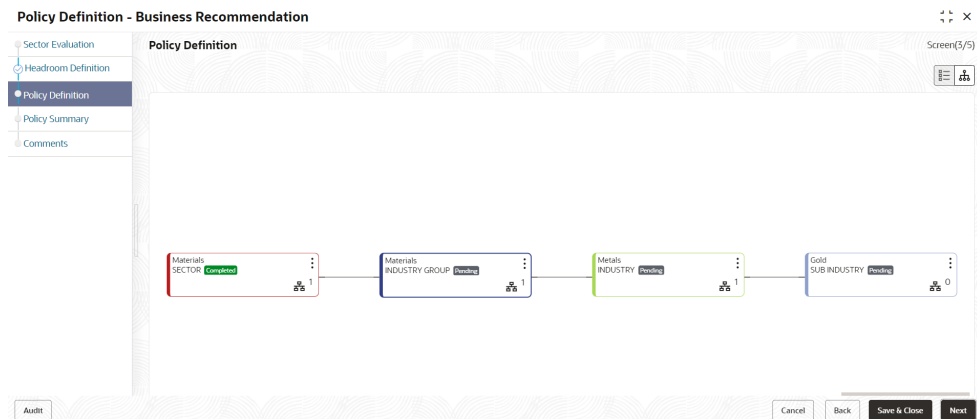 Policy Definition - Business Recommendation
Sector Evaluation
Headroom Definition
Policy Definition
Policy Summary
Comments
Policy Definition
Screen(3/5)
Materials
SECTOR Completed
1
Materials
INDUSTRY GROUP Pending
1
Metals
INDUSTRY Pending
1
Gold
SUB INDUSTRY Pending
0
Audit
Cancel
Back
Save & Close
Next